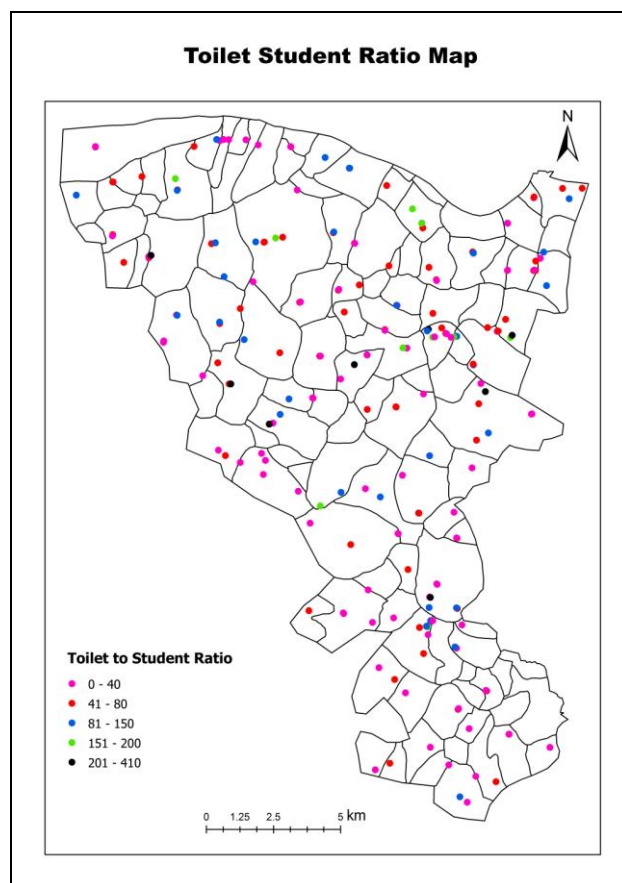 Toilet Student Ratio Map
N
Toilet to Student Ratio
0 - 40
41 - 80
81 - 150
151 - 200
201 - 410
0 1.25 2.5 5 km